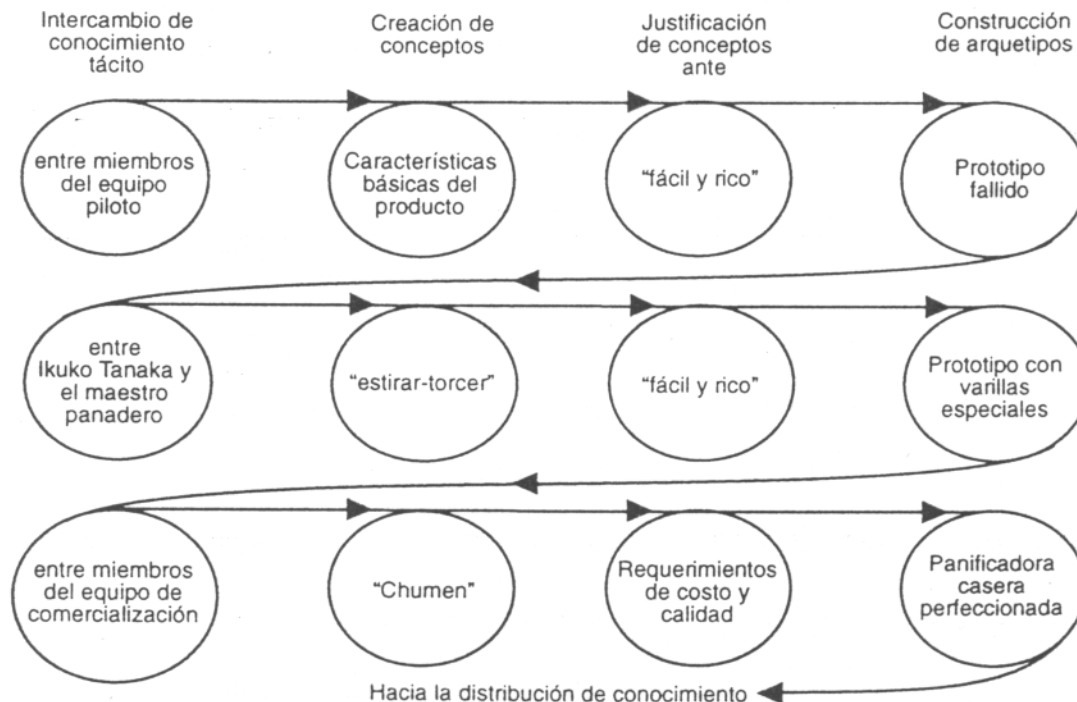 Intercambio de
conocimiento
tácito
Creación de
conceptos
Justificación
de conceptos
ante
Construcción
de arquetipos
entre miembros
del equipo
piloto
Características
básicas del
producto
“fácil y rico”
Prototipo
fallido
entre
Ikuko Tanaka y
el maestro
panadero
“estirar-torcer”
“fácil y rico”
Prototipo con
varillas
especiales
entre miembros
del equipo de
comercialización
“Chumen”
Requerimientos
de costo y
calidad
Panificadora
casera
perfeccionada
Hacia la distribución de conocimiento